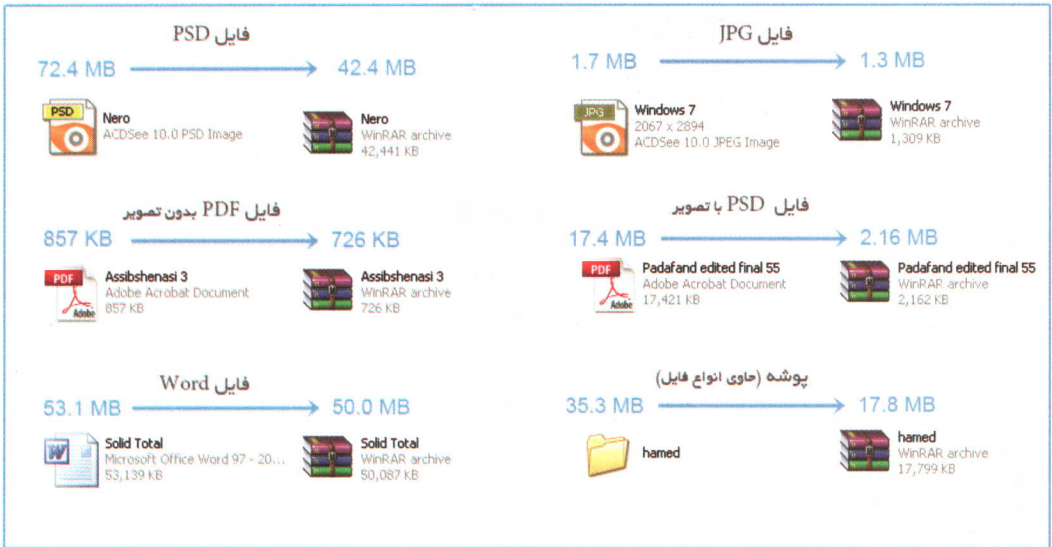 فایل PSD
72.4 MB
42.4 MB
PSD
Nero
ACDSee 10.0 PSD Image
Nero
WinRAR archive
42,441 KB
فایل JPG
1.7 MB
1.3 MB
JPG
Windows 7
2067 x 2894
ACDSee 10.0 JPEG Image
Windows 7
WinRAR archive
1,309 KB
فایل PDF بدون تصویر
857 KB
726 KB
PDF
Adobe
Assibshenasi 3
Adobe Acrobat Document
857 KB
Assibshenasi 3
WinRAR archive
726 KB
فایل PSD با تصویر
17.4 MB
2.16 MB
PDF
Adobe
Padafand edited final 55
Adobe Acrobat Document
17,421 KB
Padafand edited final 55
WinRAR archive
2,162 KB
فایل Word
53.1 MB
50.0 MB
W
Solid Total
Microsoft Office Word 97 - 20...
53,139 KB
Solid Total
WinRAR archive
50,087 KB
پوشه (حاوی انواع فایل)
35.3 MB
17.8 MB
hamed
hamed
WinRAR archive
17,799 KB